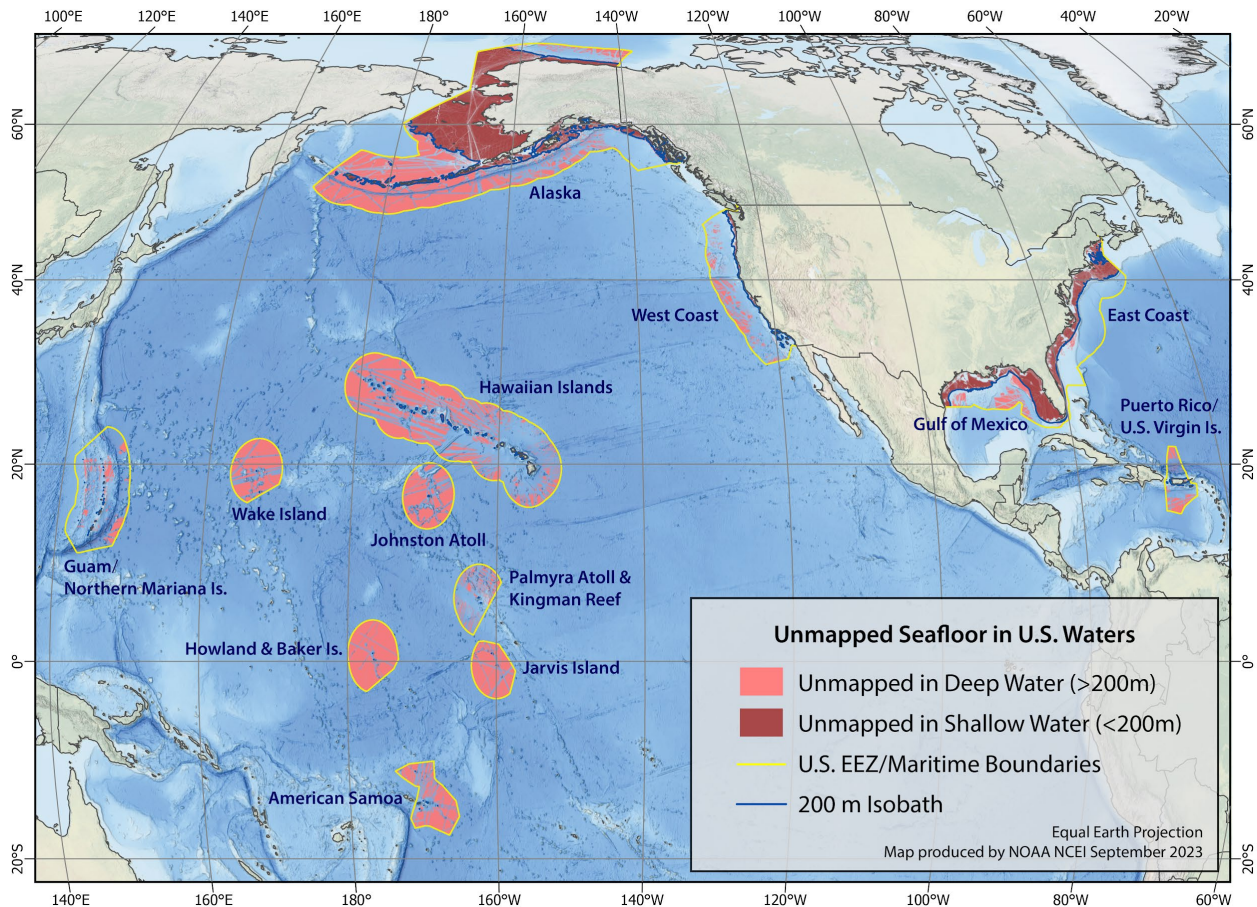 100°E 120°E 140°E 160°E 180° 160°W 140°W 120°W 100°W 80°W 60°W 40°W 20°W
60°N
60°N
Alaska
40°N
40°N
West Coast
East Coast
Hawaiian Islands
Gulf of Mexico
Puerto Rico/
U.S. Virgin Is.
20°N
20°N
Wake Island
Johnston Atoll
Guam/
Northern Mariana Is.
Palmyra Atoll &
Kingman Reef
Howland & Baker Is.
Jarvis Island
0°
0°
American Samoa
20°S
20°S
Unmapped Seafloor in U.S. Waters
Unmapped in Deep Water (>200m)
Unmapped in Shallow Water (<200m)
U.S. EEZ/Maritime Boundaries
200 m Isobath
Equal Earth Projection
Map produced by NOAA NCEI September 2023
140°E 160°E 180° 160°W 140°W 120°W 100°W 80°W 60°W